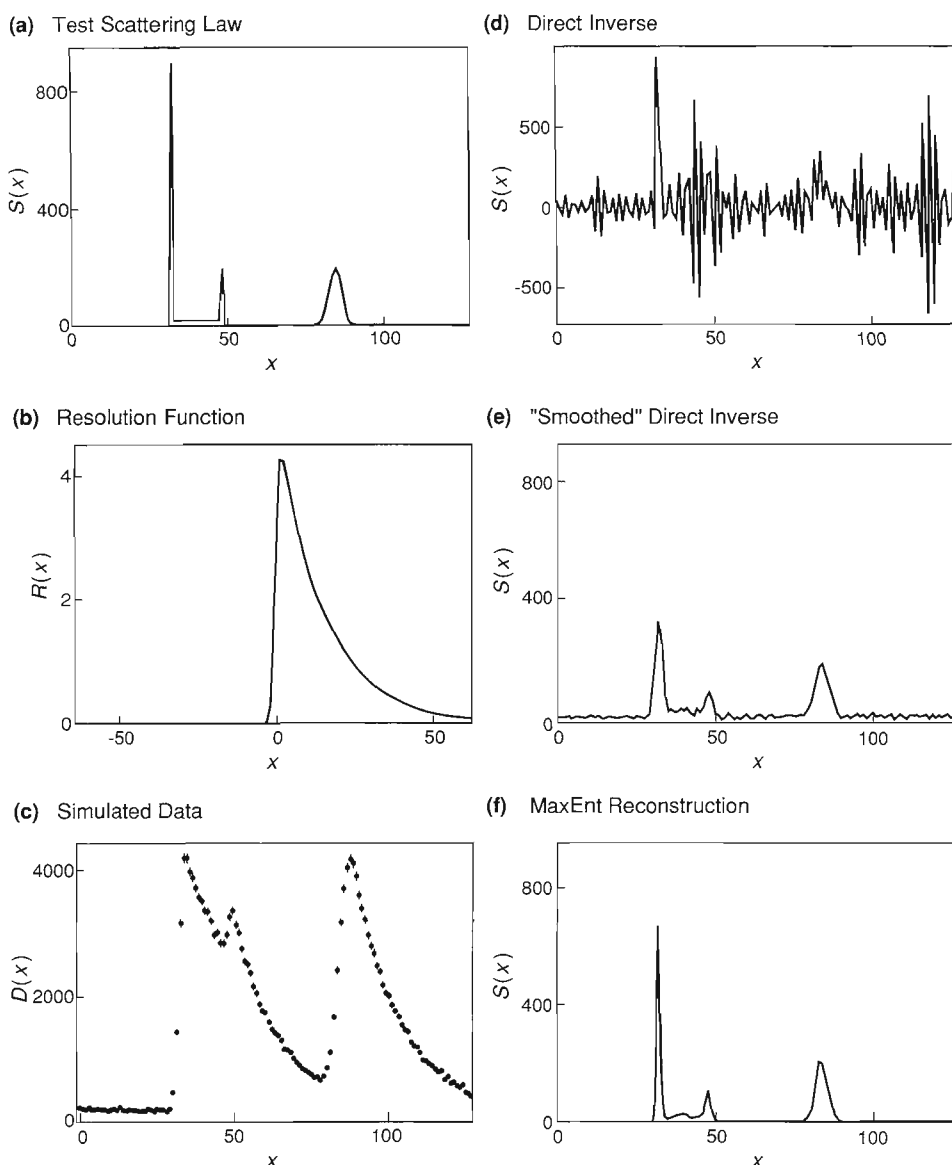 (a) Test Scattering Law
800
400
0
S(x)
0 50 100
x
(b) Resolution Function
4
2
0
R(x)
-50 0 50
x
(c) Simulated Data
4000
2000
0
D(x)
0 50 100
x
(d) Direct Inverse
500
0
-500
S(x)
0 50 100
x
(e) "Smoothed" Direct Inverse
800
400
0
S(x)
0 50 100
x
(f) MaxEnt Reconstruction
800
400
0
S(x)
0 50 100
x